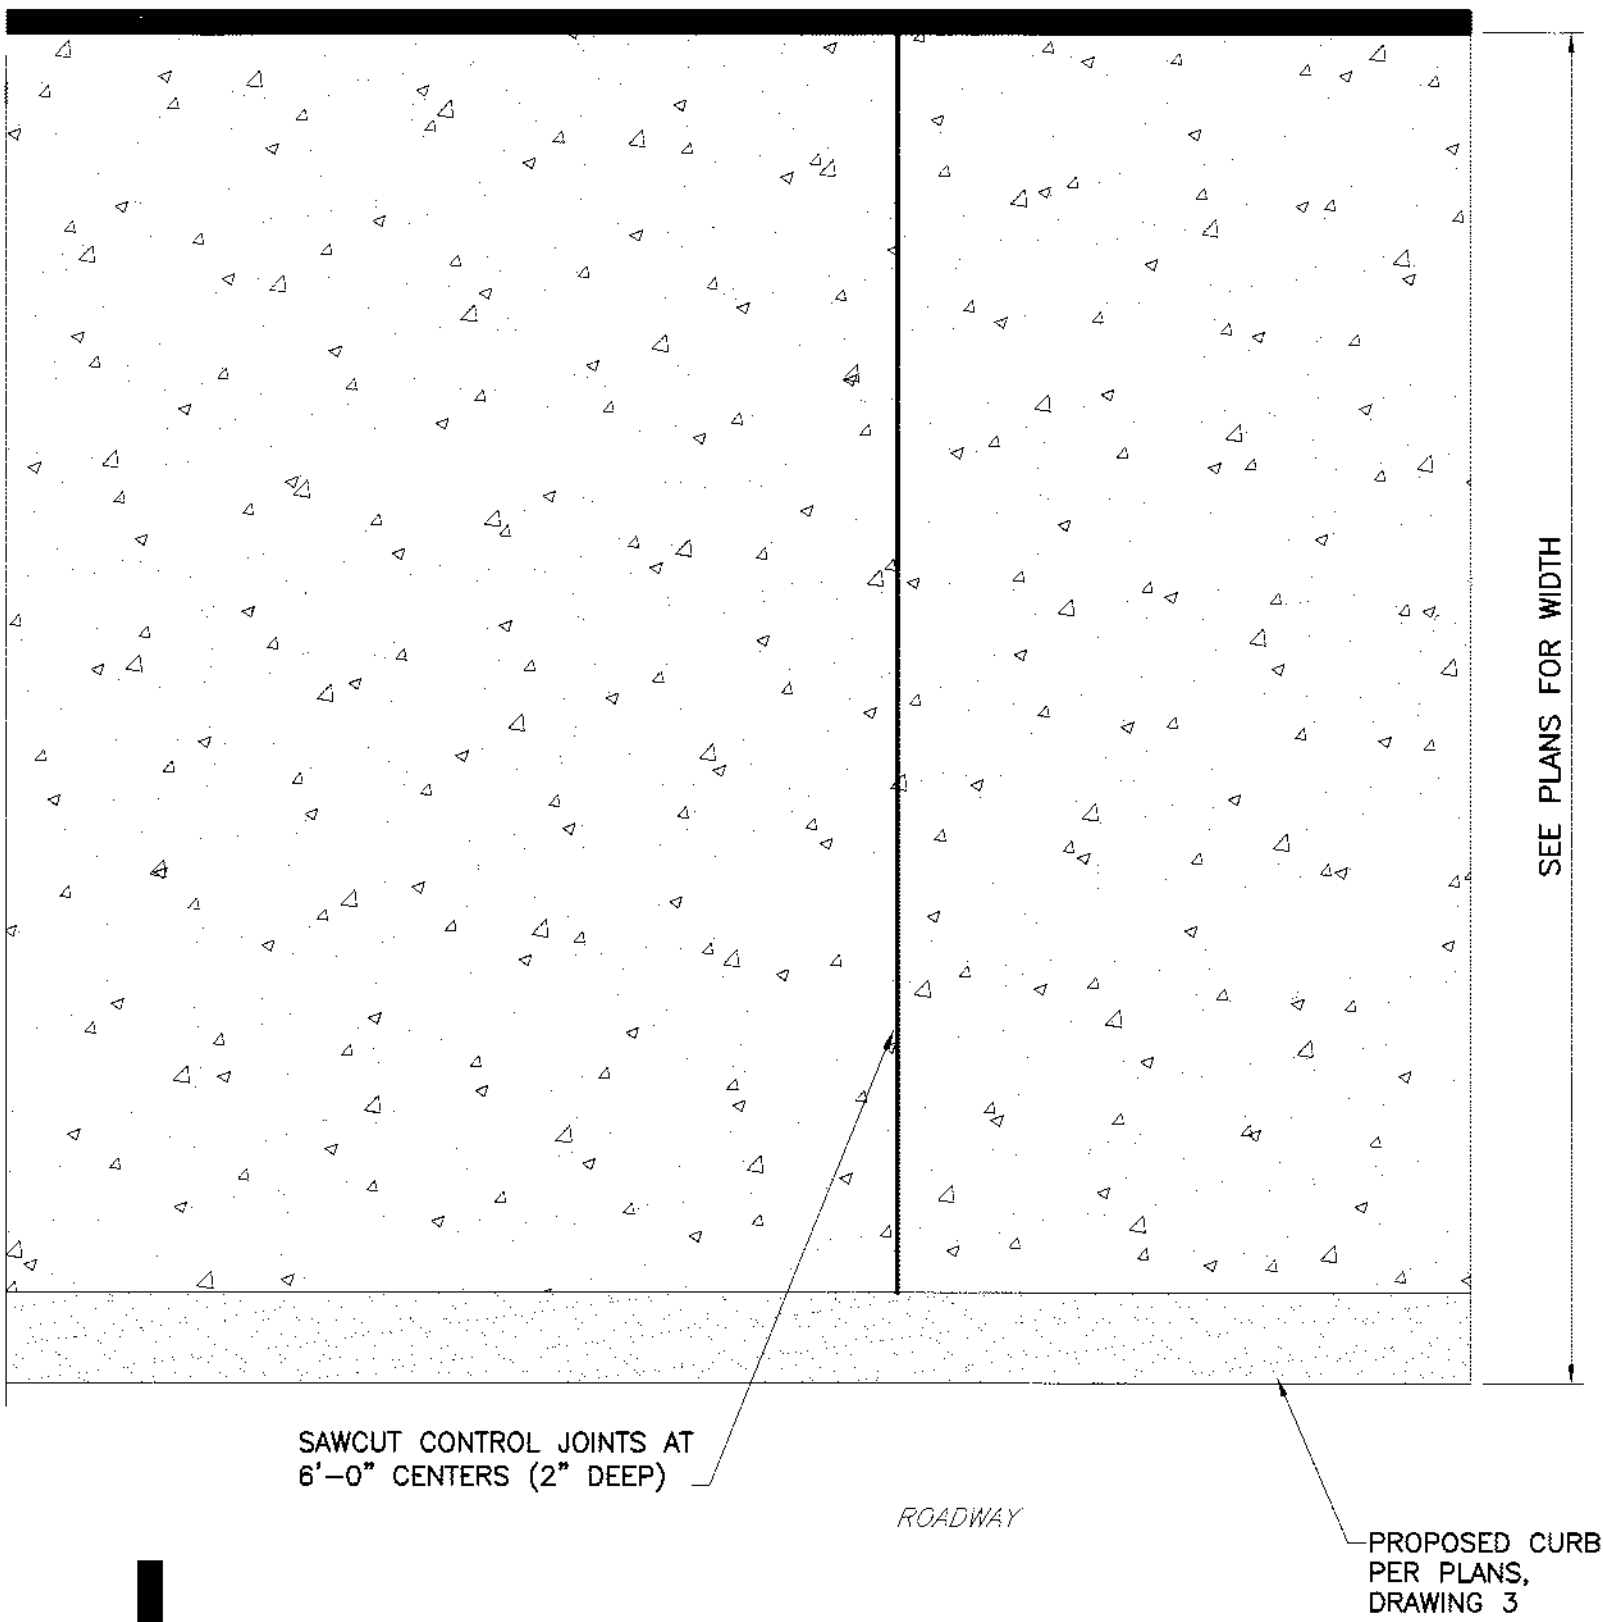 SEE PLANS FOR WIDTH
SAWCUT CONTROL JOINTS AT
6'-0" CENTERS (2" DEEP)
ROADWAY
PROPOSED CURB
PER PLANS,
DRAWING 3